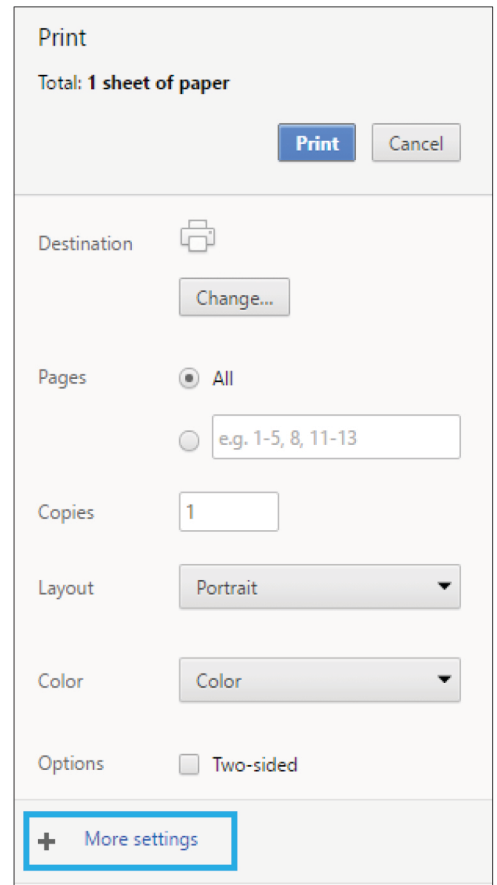 Print
Total: 1 sheet of paper
Print Cancel
Destination
Change...
Pages All
e.g. 1-5, 8, 11-13
Copies 1
Layout Portrait
Color Color
Options Two-sided
+ More settings